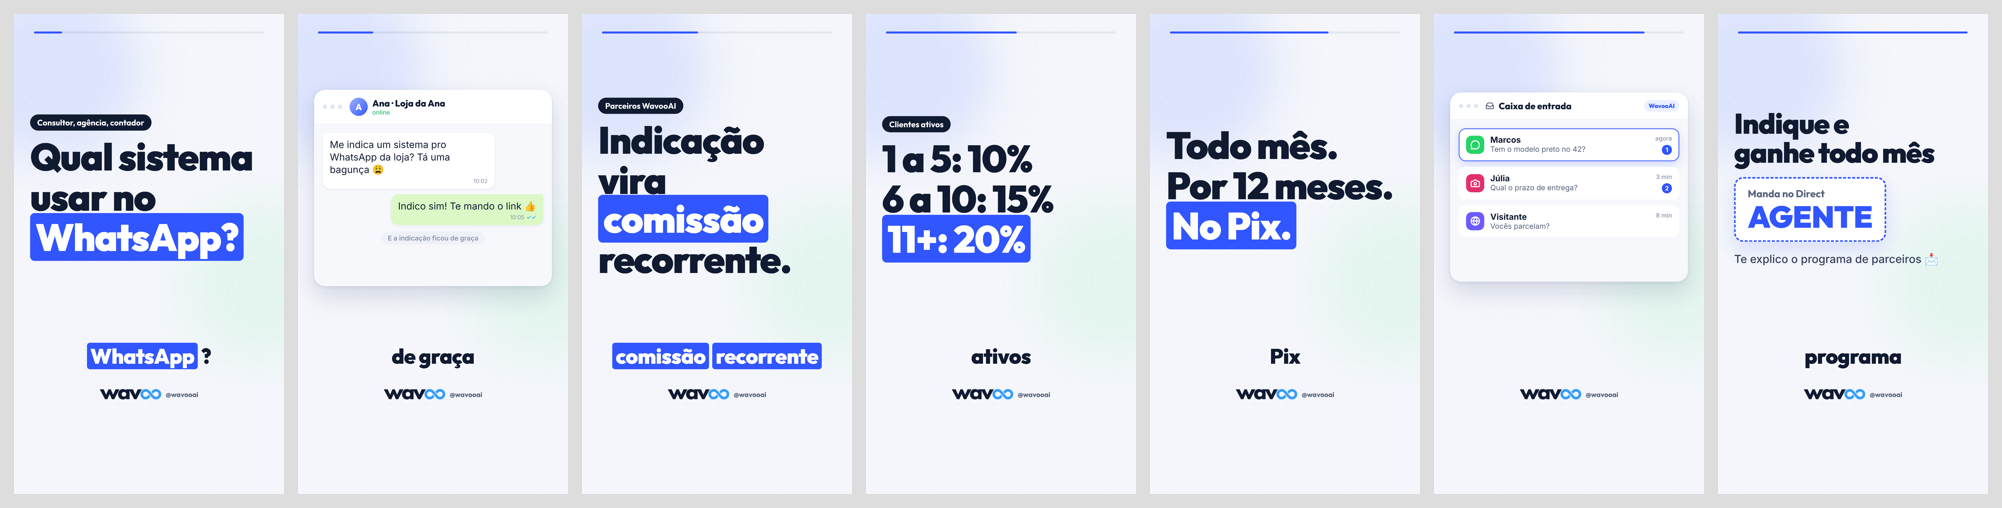 Consultor, agência, contador
Qual sistema
usar no
WhatsApp?
WhatsApp ?
wavoo @wavooai
A
Ana · Loja da Ana
online
Me indica um sistema pro
WhatsApp da loja? Tá uma
bagunça 😩
10:02
Indico sim! Te mando o link 👍
10:05 ✓✓
E a indicação ficou de graça
de graça
wavoo @wavooai
Parceiros WavooAI
Indicação
vira
comissão
recorrente.
comissão recorrente
wavoo @wavooai
Clientes ativos
1 a 5: 10%
6 a 10: 15%
11+: 20%
ativos
wavoo @wavooai
Todo mês.
Por 12 meses.
No Pix.
Pix
wavoo @wavooai
Caixa de entrada WavooAI
Marcos agora
Tem o modelo preto no 42? 1
Júlia 3 min
Qual o prazo de entrega? 2
Visitante 8 min
Vocês parcelam?
wavoo @wavooai
Indique e
ganhe todo mês
Manda no Direct
AGENTE
Te explico o programa de parceiros 📩
programa
wavoo @wavooai